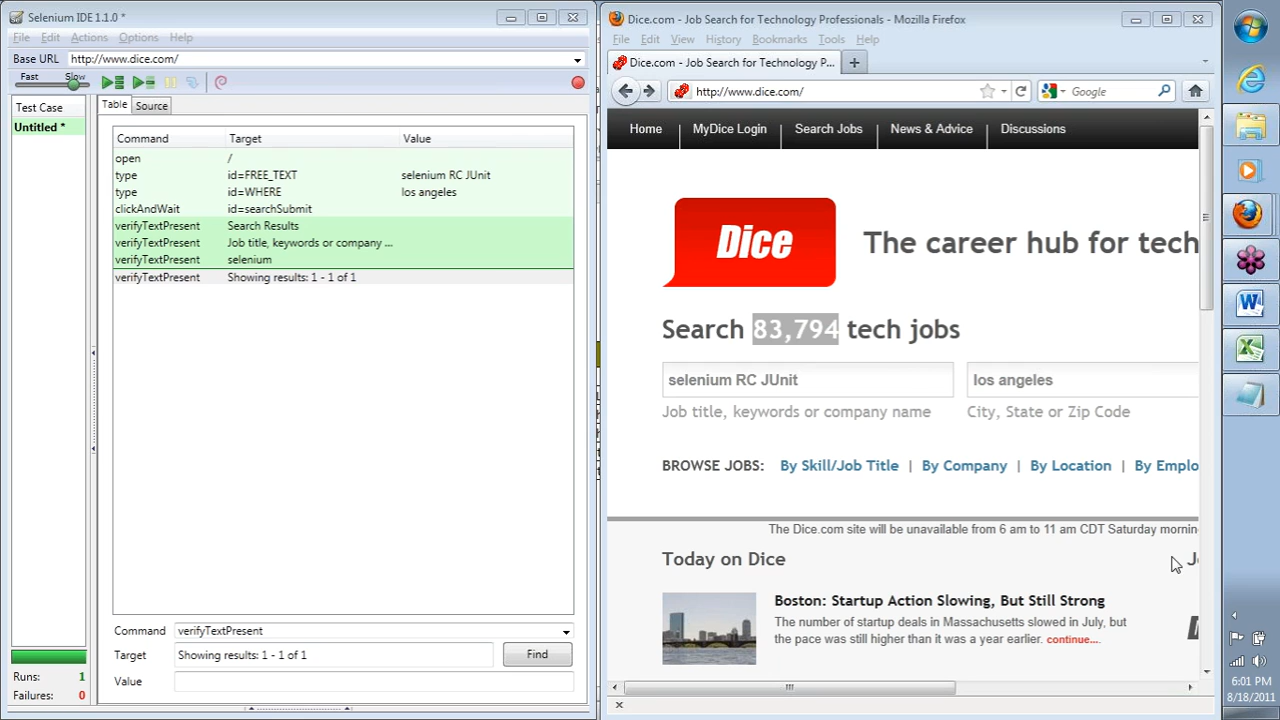 Selenium IDE 1.1.0 *
File Edit Actions Options Help
Base URL http://www.dice.com/
Fast Slow
Test Case
Untitled *
Runs: 1
Failures: 0
Table Source
Command Target Value
open /
type id=FREE_TEXT selenium RC JUnit
type id=WHERE los angeles
clickAndWait id=searchSubmit
verifyTextPresent Search Results
verifyTextPresent Job title, keywords or company ...
verifyTextPresent selenium
verifyTextPresent Showing results: 1 - 1 of 1
Command verifyTextPresent
Target Showing results: 1 - 1 of 1 Find
Value
Dice.com - Job Search for Technology Professionals - Mozilla Firefox
File Edit View History Bookmarks Tools Help
Dice.com - Job Search for Technology P...
http://www.dice.com/
Google
Home MyDice Login Search Jobs News & Advice Discussions
Dice
The career hub for tech
Search 83,794 tech jobs
selenium RC JUnit los angeles
Job title, keywords or company name City, State or Zip Code
BROWSE JOBS: By Skill/Job Title | By Company | By Location | By Emplo
The Dice.com site will be unavailable from 6 am to 11 am CDT Saturday mornin
Today on Dice
Boston: Startup Action Slowing, But Still Strong
The number of startup deals in Massachusetts slowed in July, but
the pace was still higher than it was a year earlier. continue...
6:01 PM
8/18/2011